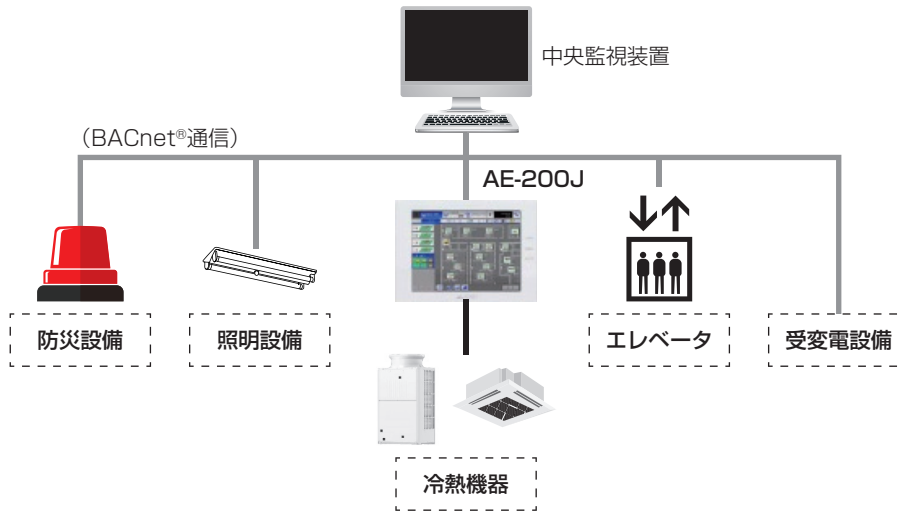 中央監視装置
（BACnet®通信）
AE-200J
防災設備
照明設備
エレベータ
受変電設備
冷熱機器